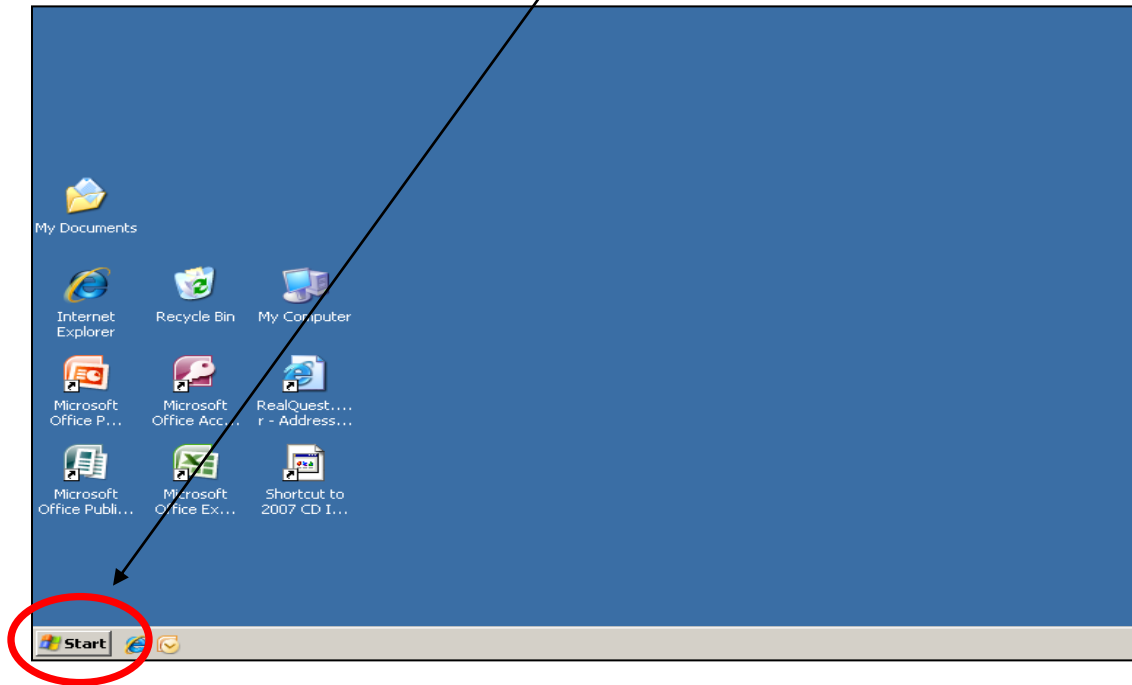 My Documents
Internet Explorer
Recycle Bin
My Computer
Microsoft Office P...
Microsoft Office Acc...
RealQuest.... r - Address...
Microsoft Office Publi...
Microsoft Office Ex...
Shortcut to 2007 CD I...
Start